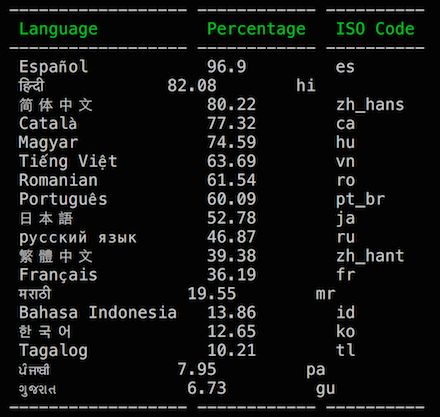 ------------------ ------------ ----------
Language Percentage ISO Code
------------------ ------------ ----------
Español 96.9 es
हिन्दी 82.08 hi
简体中文 80.22 zh_hans
Català 77.32 ca
Magyar 74.59 hu
Tiếng Việt 63.69 vn
Romanian 61.54 ro
Português 60.09 pt_br
日本語 52.78 ja
русский язык 46.87 ru
繁體中文 39.38 zh_hant
Français 36.19 fr
मराठी 19.55 mr
Bahasa Indonesia 13.86 id
한국어 12.65 ko
Tagalog 10.21 tl
ਪੰਜਾਬੀ 7.95 pa
ગુજરાત 6.73 gu
------------------ ------------ ----------